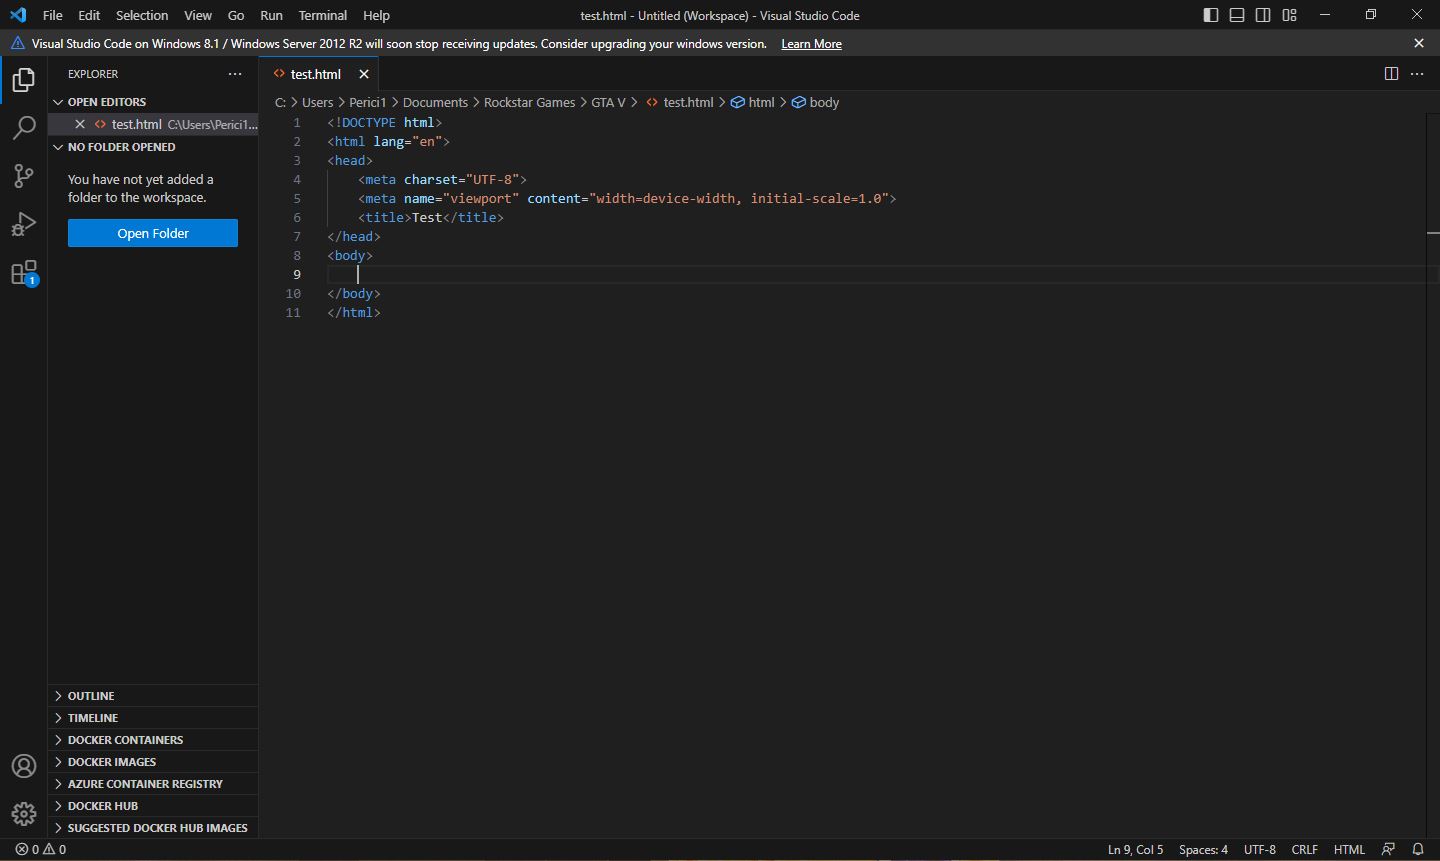 File Edit Selection View Go Run Terminal Help test.html - Untitled (Workspace) - Visual Studio Code
Visual Studio Code on Windows 8.1 / Windows Server 2012 R2 will soon stop receiving updates. Consider upgrading your windows version. Learn More
EXPLORER
OPEN EDITORS
test.html C:\Users\Perici1...
NO FOLDER OPENED
You have not yet added a
folder to the workspace.
Open Folder
1
OUTLINE
TIMELINE
DOCKER CONTAINERS
DOCKER IMAGES
AZURE CONTAINER REGISTRY
DOCKER HUB
SUGGESTED DOCKER HUB IMAGES
test.html
C: > Users > Perici1 > Documents > Rockstar Games > GTA V > test.html > html > body
1 <!DOCTYPE html>
2 <html lang="en">
3 <head>
4     <meta charset="UTF-8">
5     <meta name="viewport" content="width=device-width, initial-scale=1.0">
6     <title>Test</title>
7 </head>
8 <body>
9
10 </body>
11 </html>
0 0 Ln 9, Col 5 Spaces: 4 UTF-8 CRLF HTML